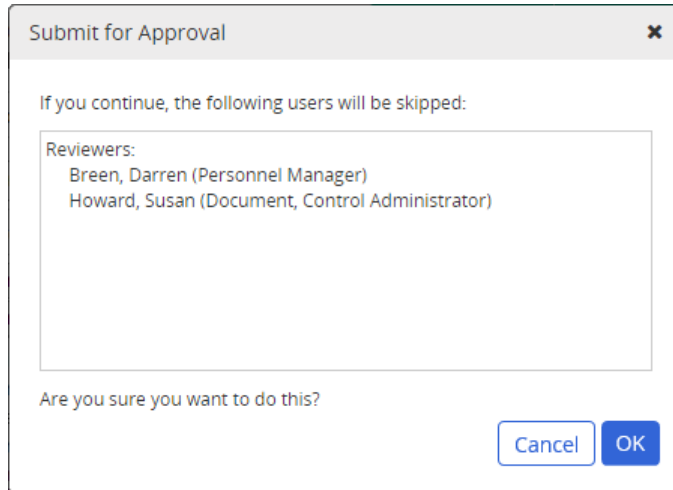 Submit for Approval
If you continue, the following users will be skipped:
Reviewers:
Breen, Darren (Personnel Manager)
Howard, Susan (Document, Control Administrator)
Are you sure you want to do this?
Cancel
OK